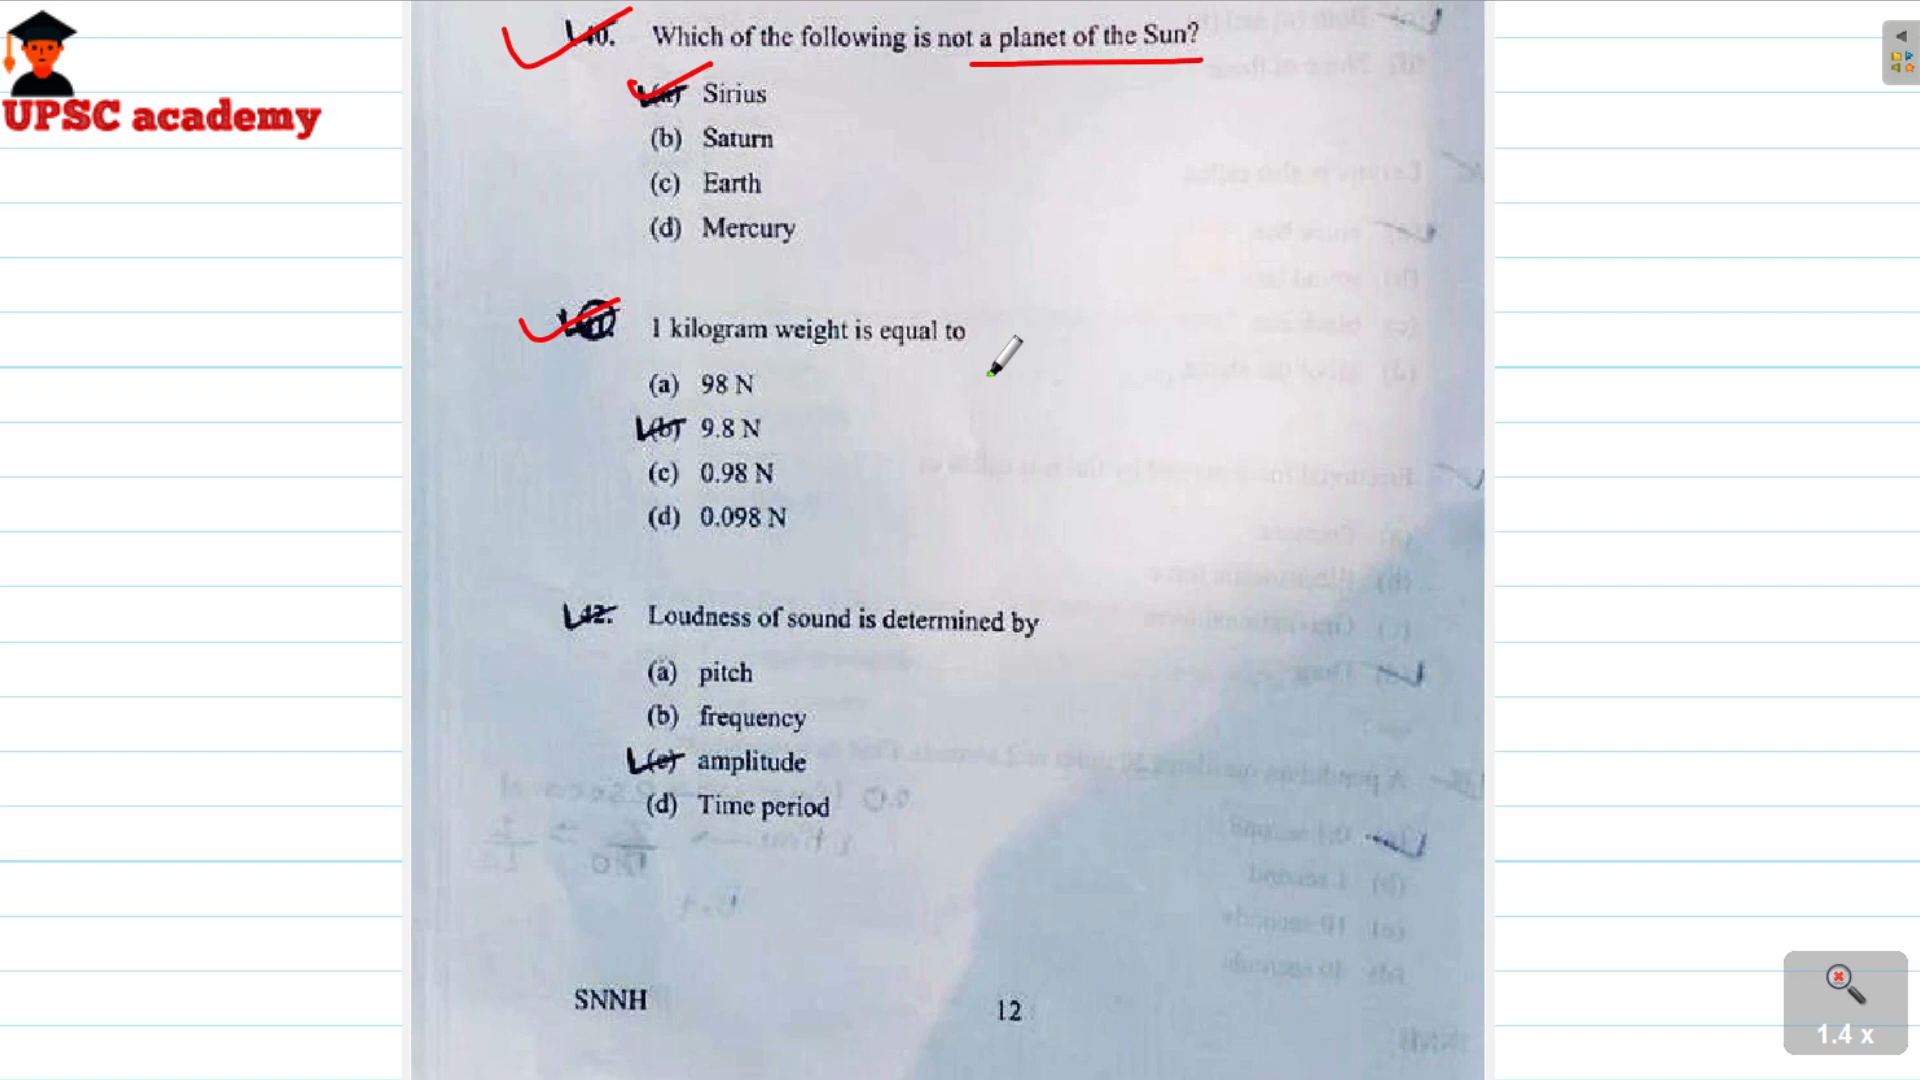 UPSC academy
40. Which of the following is not a planet of the Sun?
(a) Sirius
(b) Saturn
(c) Earth
(d) Mercury
41. 1 kilogram weight is equal to
(a) 98 N
(b) 9.8 N
(c) 0.98 N
(d) 0.098 N
42. Loudness of sound is determined by
(a) pitch
(b) frequency
(c) amplitude
(d) Time period
SNNH
12
1.4 x